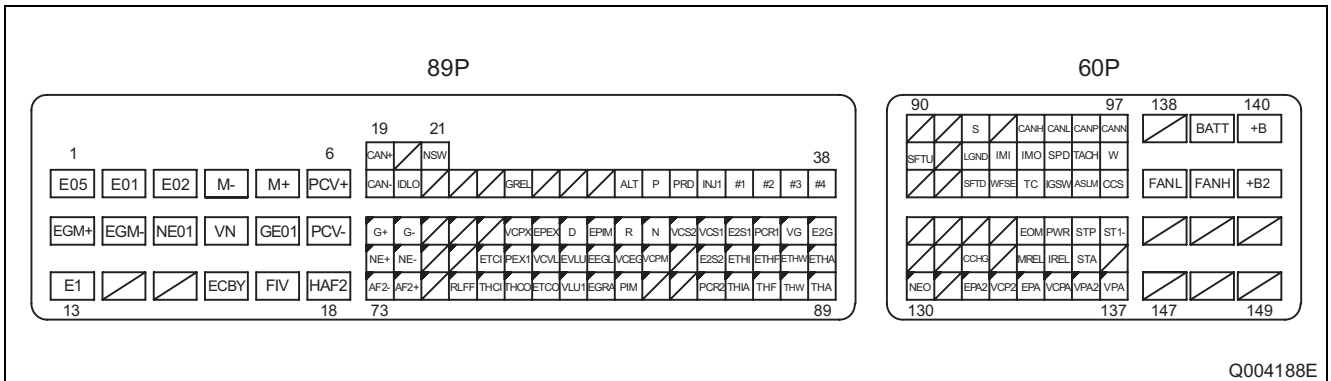 89P 60P
90 97 138 140
19 21
S CANH CANL CANP CANN BATT +B
1 6 CAN+ NSW 38
SFTU LGND IMI IMO SPD TACH W
E05 E01 E02 M- M+ PCV+ CAN- IDLO GREL ALT P PRD INJ1 #1 #2 #3 #4
SFTD WFSE TC IGSW ASLM CCS FANL FANH +B2
EGM+ EGM- NE01 VN GE01 PCV- G+ G- VCPX EPEX D EPIM R N VCS2 VCS1 E2S1 PCR1 VG E2G
EOM PWR STP ST1-
NE+ NE- ETCI PEX1 VCVL EVLU EEGL VCEG VCPM E2S2 ETHI ETHF ETHW ETHA
CCHG MREL IREL STA
E1 ECBY FIV HAF2 AF2- AF2+ RLFF THCI THCO ETCO VLU1 EGRA PIM PCR2 THIA THF THW THA
NEO EPA2 VCP2 EPA VCPA VPA2 VPA
13 18 73 89 130 137 147 149
Q004188E